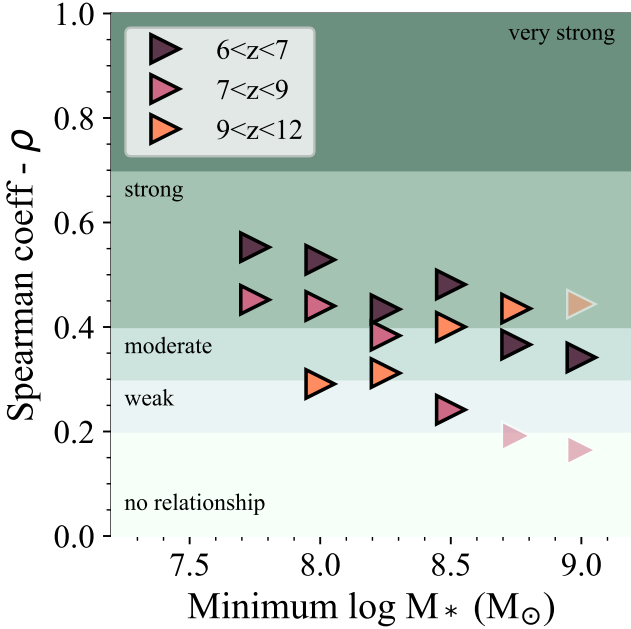 1.0
0.8
0.6
0.4
0.2
0.0
Spearman coeff - ρ
6<z<7
7<z<9
9<z<12
very strong
strong
moderate
weak
no relationship
7.5 8.0 8.5 9.0
Minimum log M∗ (M⊙)